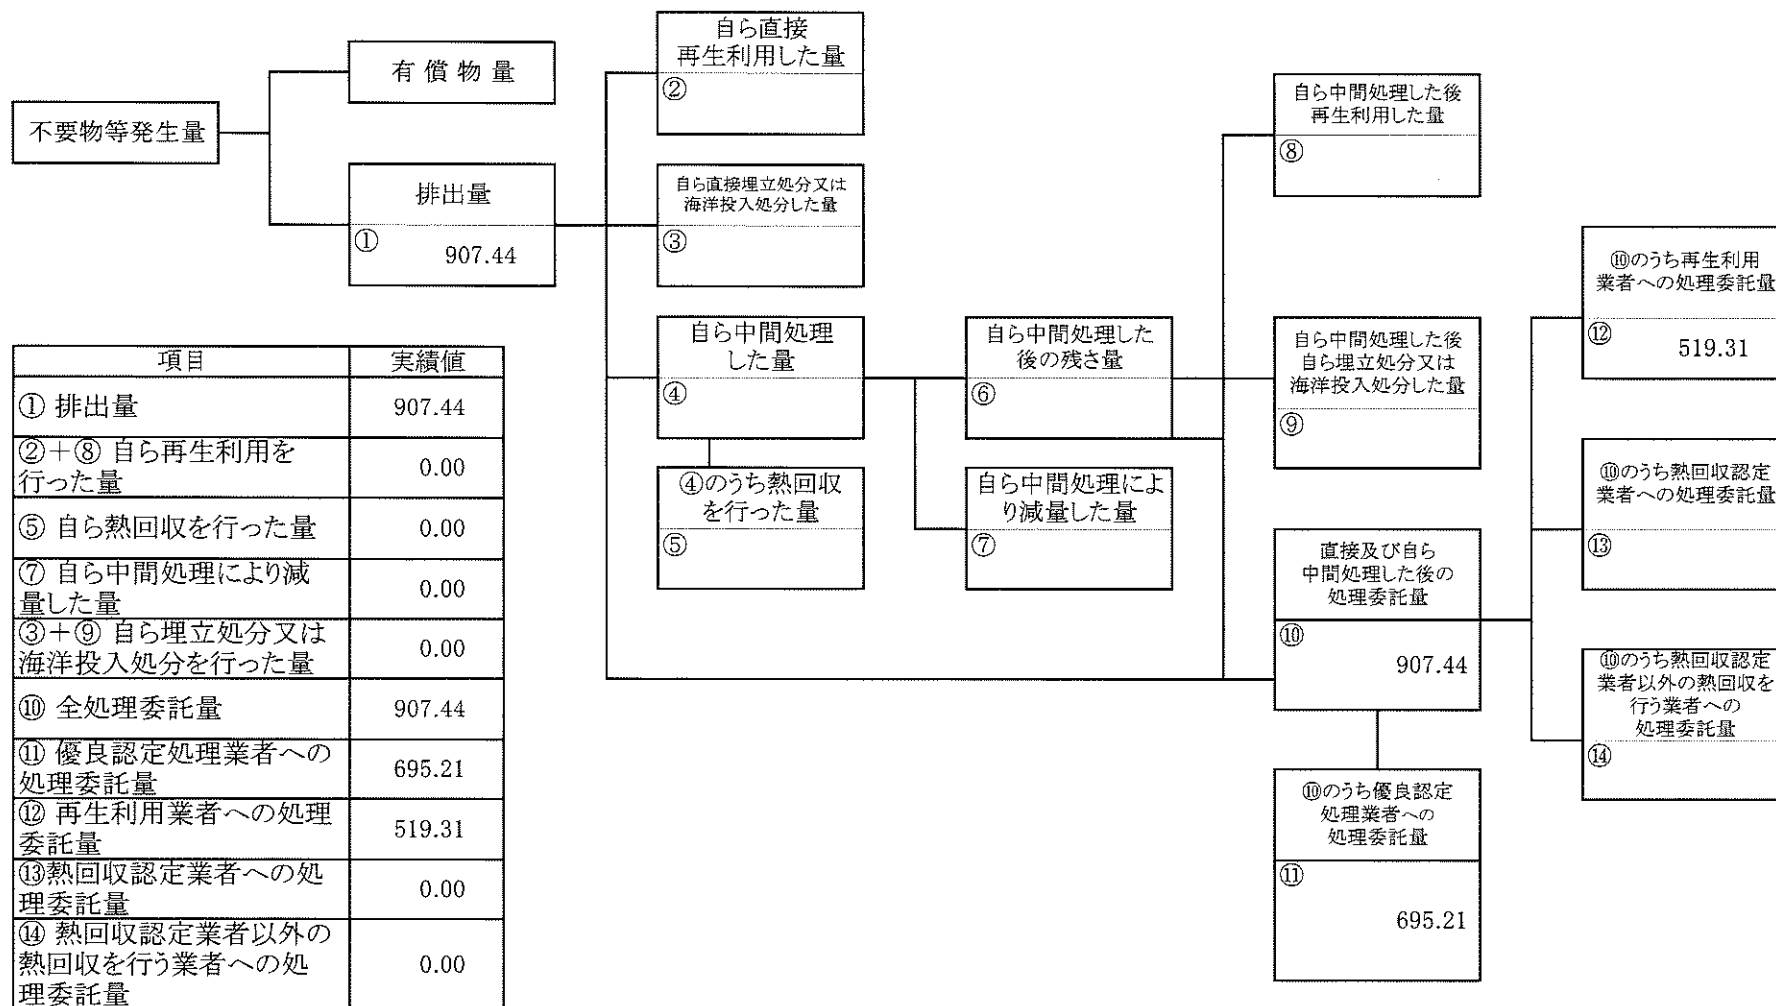 不要物等発生量
有償物量
排出量
①
907.44
自ら直接
再生利用した量
②
自ら直接埋立処分又は
海洋投入処分した量
③
自ら中間処理
した量
④
④のうち熱回収
を行った量
⑤
自ら中間処理した
後の残さ量
⑥
自ら中間処理によ
り減量した量
⑦
自ら中間処理した後
再生利用した量
⑧
自ら中間処理した後
自ら埋立処分又は
海洋投入処分した量
⑨
直接及び自ら
中間処理した後の
処理委託量
⑩
907.44
⑩のうち優良認定
処理業者への
処理委託量
⑪
695.21
⑩のうち再生利用
業者への処理委託量
⑫
519.31
⑩のうち熱回収認定
業者への処理委託量
⑬
⑩のうち熱回収認定
業者以外の熱回収を
行う業者への
処理委託量
⑭
項目 実績値
① 排出量 907.44
②+⑧ 自ら再生利用を
行った量 0.00
⑤ 自ら熱回収を行った量 0.00
⑦ 自ら中間処理により減
量した量 0.00
③+⑨ 自ら埋立処分又は
海洋投入処分を行った量 0.00
⑩ 全処理委託量 907.44
⑪ 優良認定処理業者への
処理委託量 695.21
⑫ 再生利用業者への処理
委託量 519.31
⑬熱回収認定業者への処
理委託量 0.00
⑭ 熱回収認定業者以外の
熱回収を行う業者への処
理委託量 0.00